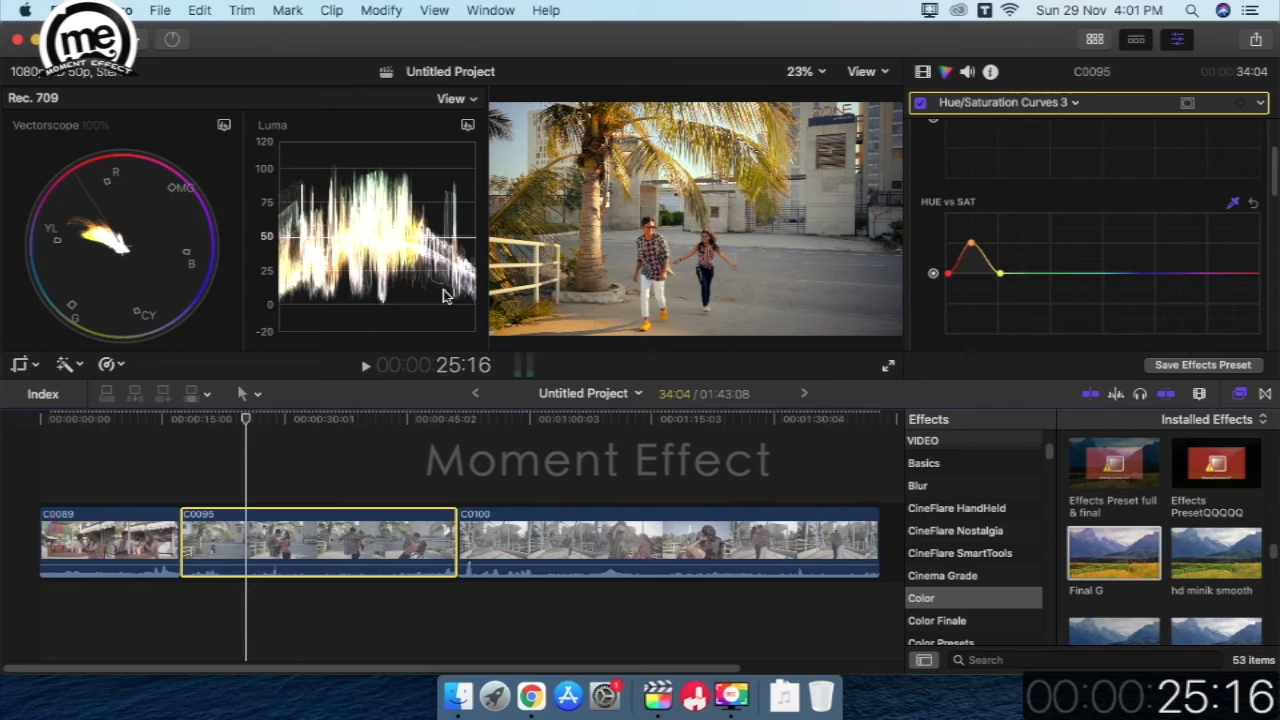 File Edit Trim Mark Clip Modify View Window Help
Sun 29 Nov 4:01 PM
me
MOMENT EFFECT
Untitled Project
23%
View
C0095
34:04
Rec. 709
View
Hue/Saturation Curves 3
Vectorscope 100%
Luma
120
100
75
50
25
0
-20
R
MG
B
CY
G
YL
ZONE
HUE vs SAT
00:00:25:16
Save Effects Preset
Index
Untitled Project
34:04 / 01:43:08
Effects
Installed Effects
00:00:00:00
00:00:15:00
00:00:30:01
00:00:45:02
00:01:00:03
00:01:15:03
00:01:30:04
VIDEO
Basics
Blur
CineFlare HandHeld
CineFlare Nostalgia
CineFlare SmartTools
Cinema Grade
Color
Color Finale
Color Presets
Effects Preset full & final
Effects PresetQQQQQ
Final G
hd minik smooth
Moment Effect
C0089
C0095
C0100
Search
53 items
REC
00:00:25:16